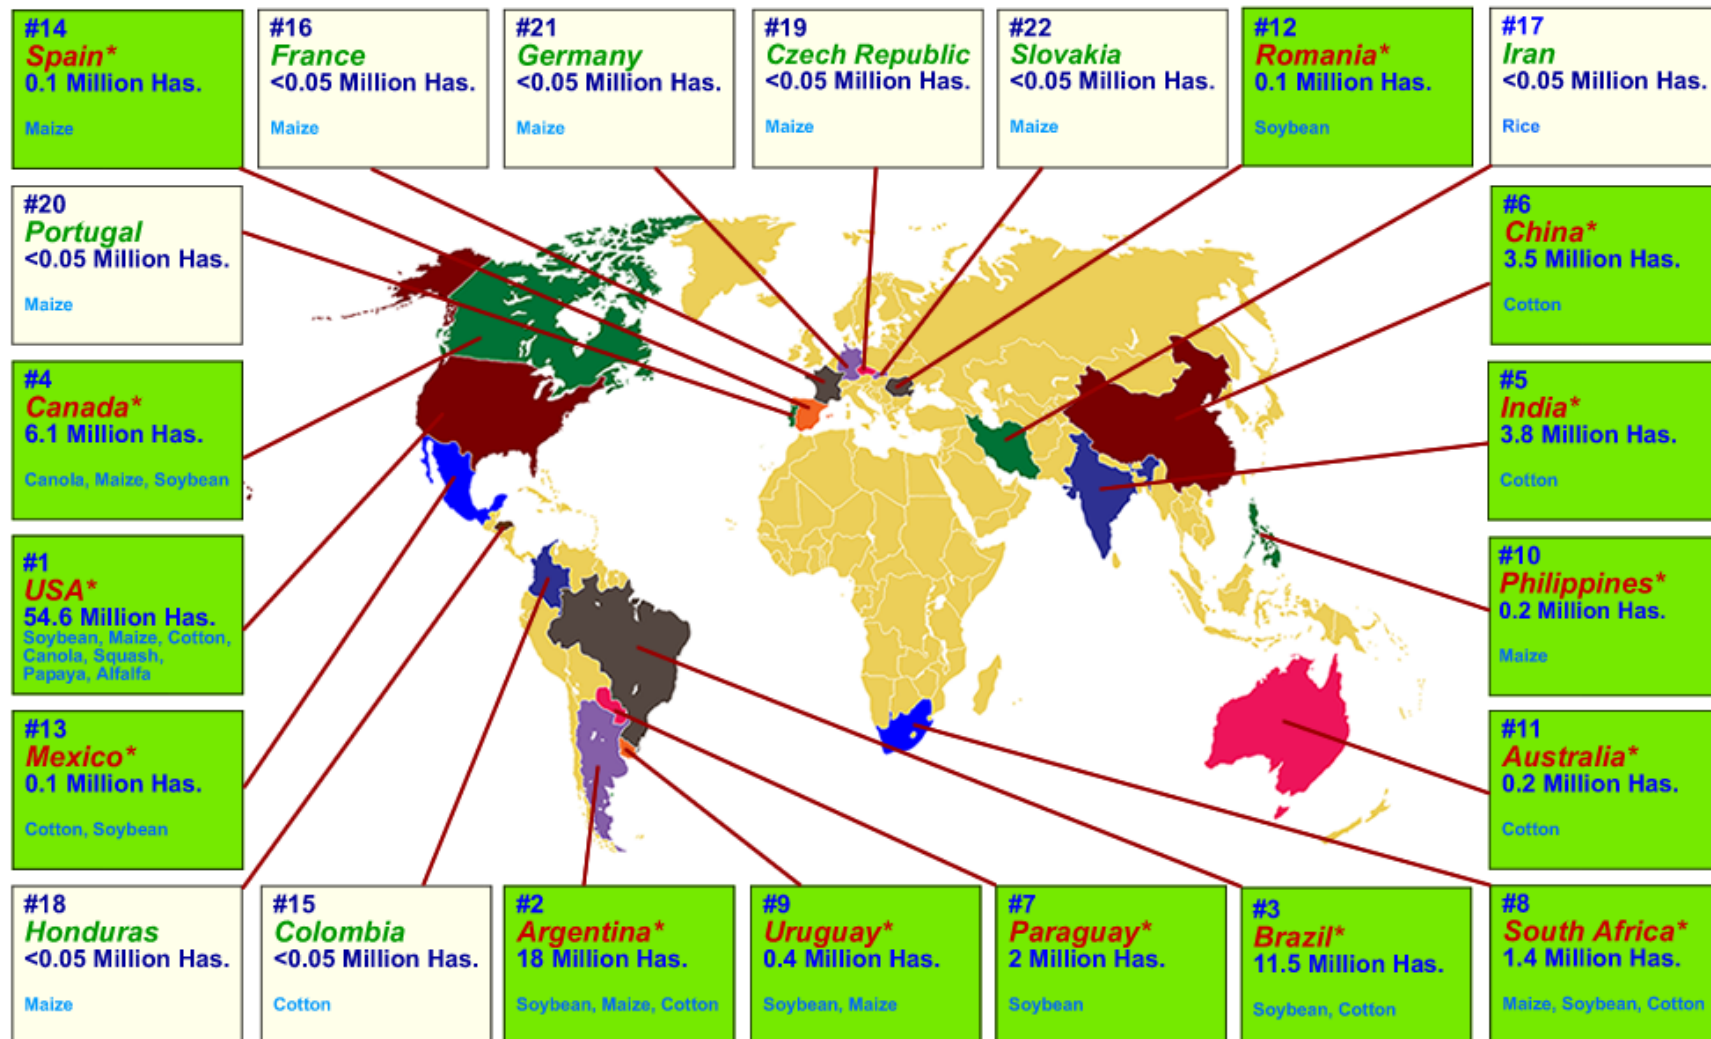 #14
Spain*
0.1 Million Has.
Maize
#16
France
<0.05 Million Has.
Maize
#21
Germany
<0.05 Million Has.
Maize
#19
Czech Republic
<0.05 Million Has.
Maize
#22
Slovakia
<0.05 Million Has.
Maize
#12
Romania*
0.1 Million Has.
Soybean
#17
Iran
<0.05 Million Has.
Rice
#20
Portugal
<0.05 Million Has.
Maize
#6
China*
3.5 Million Has.
Cotton
#4
Canada*
6.1 Million Has.
Canola, Maize, Soybean
#5
India*
3.8 Million Has.
Cotton
#1
USA*
54.6 Million Has.
Soybean, Maize, Cotton,
Canola, Squash,
Papaya, Alfalfa
#10
Philippines*
0.2 Million Has.
Maize
#13
Mexico*
0.1 Million Has.
Cotton, Soybean
#11
Australia*
0.2 Million Has.
Cotton
#18
Honduras
<0.05 Million Has.
Maize
#15
Colombia
<0.05 Million Has.
Cotton
#2
Argentina*
18 Million Has.
Soybean, Maize, Cotton
#9
Uruguay*
0.4 Million Has.
Soybean, Maize
#7
Paraguay*
2 Million Has.
Soybean
#3
Brazil*
11.5 Million Has.
Soybean, Cotton
#8
South Africa*
1.4 Million Has.
Maize, Soybean, Cotton